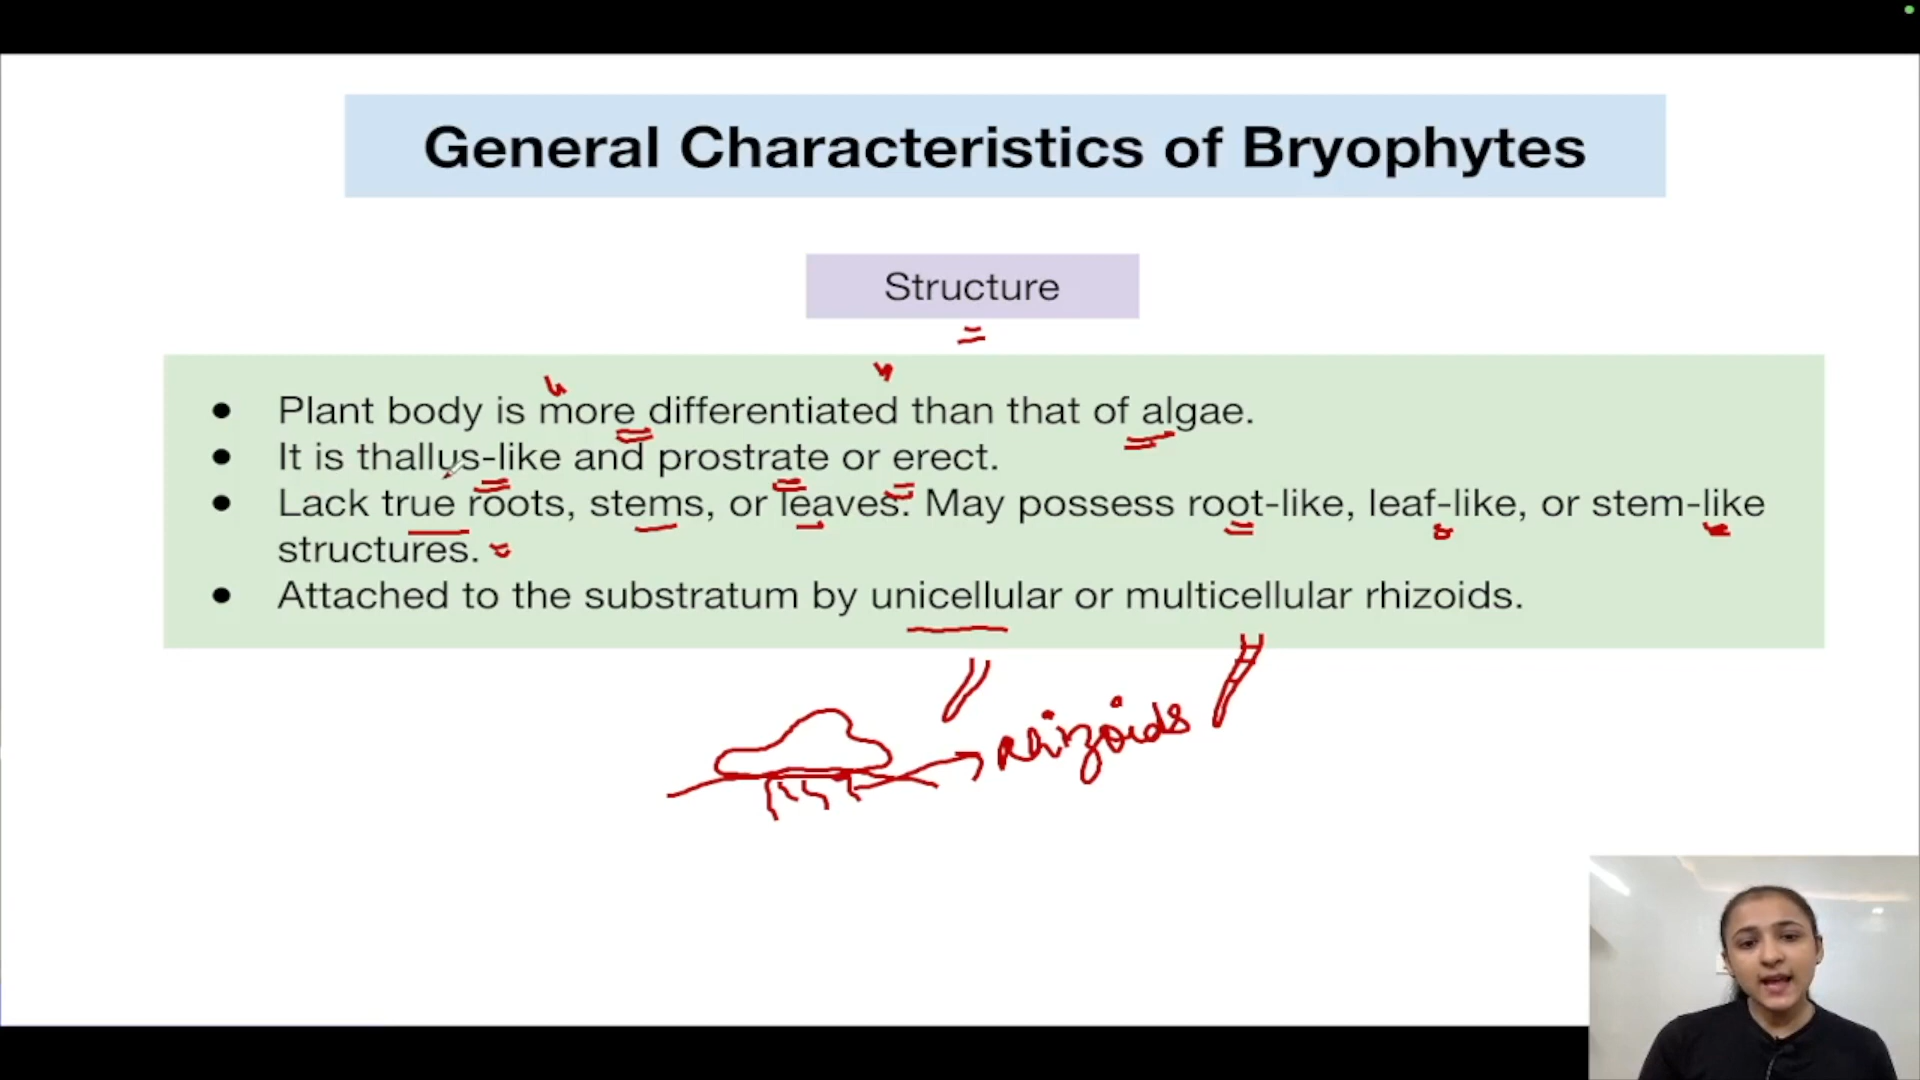 General Characteristics of Bryophytes
Structure
● Plant body is more differentiated than that of algae.
● It is thallus-like and prostrate or erect.
● Lack true roots, stems, or leaves. May possess root-like, leaf-like, or stem-like
structures.
● Attached to the substratum by unicellular or multicellular rhizoids.
Rhizoids